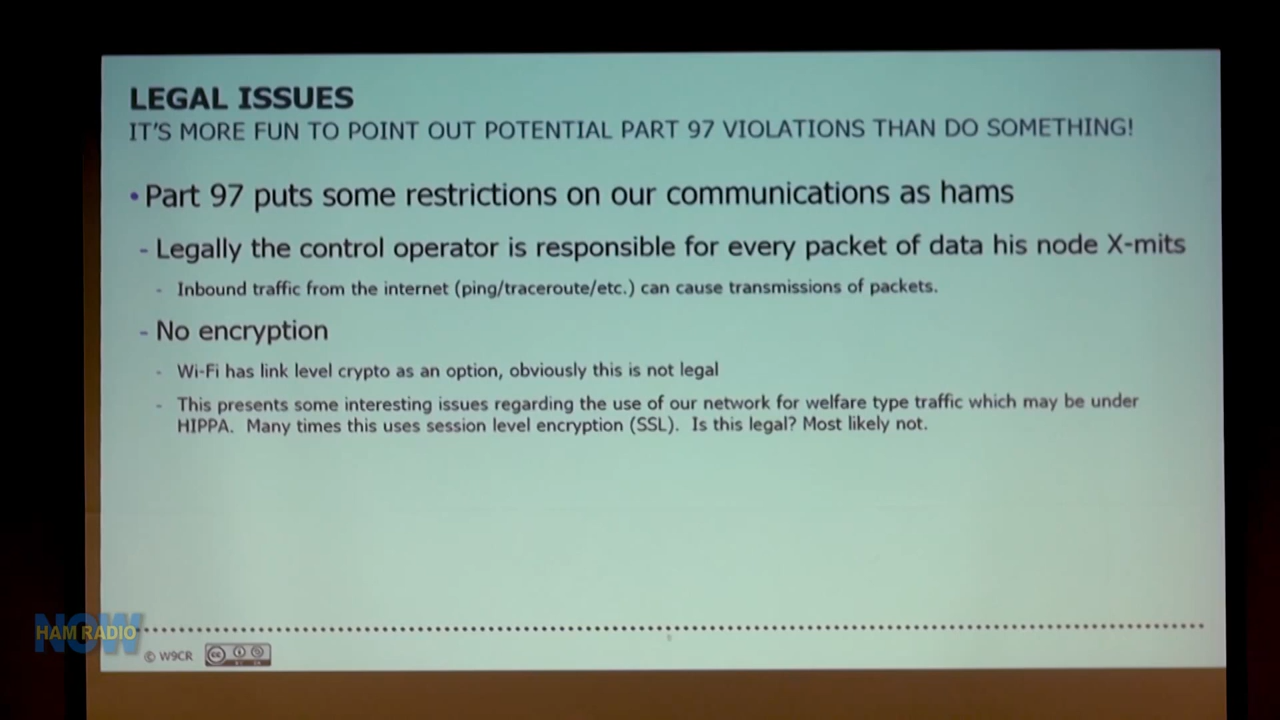 LEGAL ISSUES
IT'S MORE FUN TO POINT OUT POTENTIAL PART 97 VIOLATIONS THAN DO SOMETHING!
• Part 97 puts some restrictions on our communications as hams
- Legally the control operator is responsible for every packet of data his node X-mits
- Inbound traffic from the internet (ping/traceroute/etc.) can cause transmissions of packets.
- No encryption
- Wi-Fi has link level crypto as an option, obviously this is not legal
- This presents some interesting issues regarding the use of our network for welfare type traffic which may be under
HIPPA. Many times this uses session level encryption (SSL). Is this legal? Most likely not.
NOW
HAM RADIO
© W9CR
cc